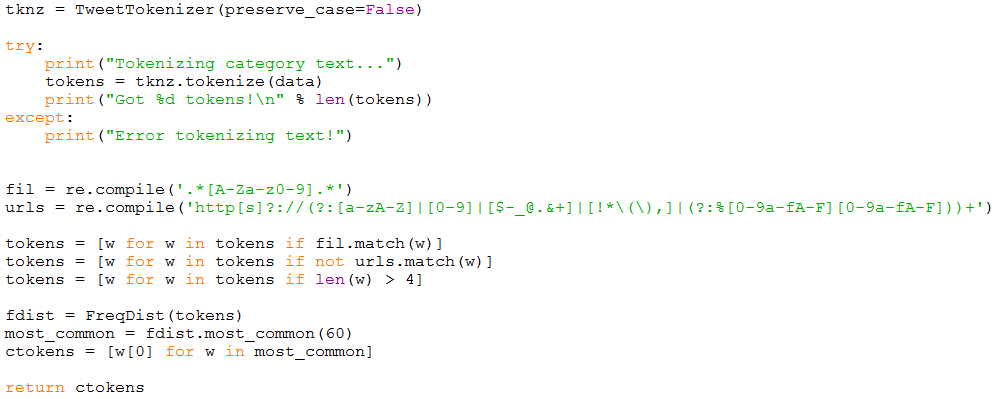 tknz = TweetTokenizer(preserve_case=False)
try:
    print("Tokenizing category text...")
    tokens = tknz.tokenize(data)
    print("Got %d tokens!\n" % len(tokens))
except:
    print("Error tokenizing text!")
fil = re.compile('.*[A-Za-z0-9].*')
urls = re.compile('http[s]?://(?:[a-zA-Z]|[0-9]|[$-_@.&+]|[!*\(\),]|(?:%[0-9a-fA-F][0-9a-fA-F]))+')
tokens = [w for w in tokens if fil.match(w)]
tokens = [w for w in tokens if not urls.match(w)]
tokens = [w for w in tokens if len(w) > 4]
fdist = FreqDist(tokens)
most_common = fdist.most_common(60)
ctokens = [w[0] for w in most_common]
return ctokens